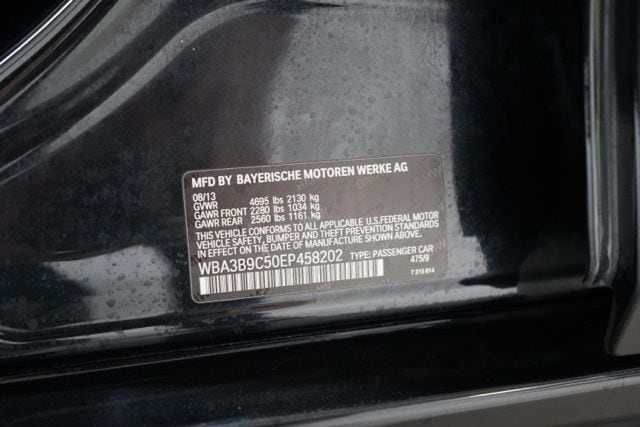 MFD BY BAYERISCHE MOTOREN WERKE AG
08/13
GVWR 4695 lbs 2130 kg
GAWR FRONT 2280 lbs 1034 kg
GAWR REAR 2560 lbs 1161 kg
THIS VEHICLE CONFORMS TO ALL APPLICABLE U.S.FEDERAL MOTOR
VEHICLE SAFETY, BUMPER AND THEFT PREVENTION STANDARDS
IN EFFECT ON THE DATE OF MANUFACTURE SHOWN ABOVE.
WBA3B9C50EP458202 TYPE: PASSENGER CAR
475/9
7 315 814